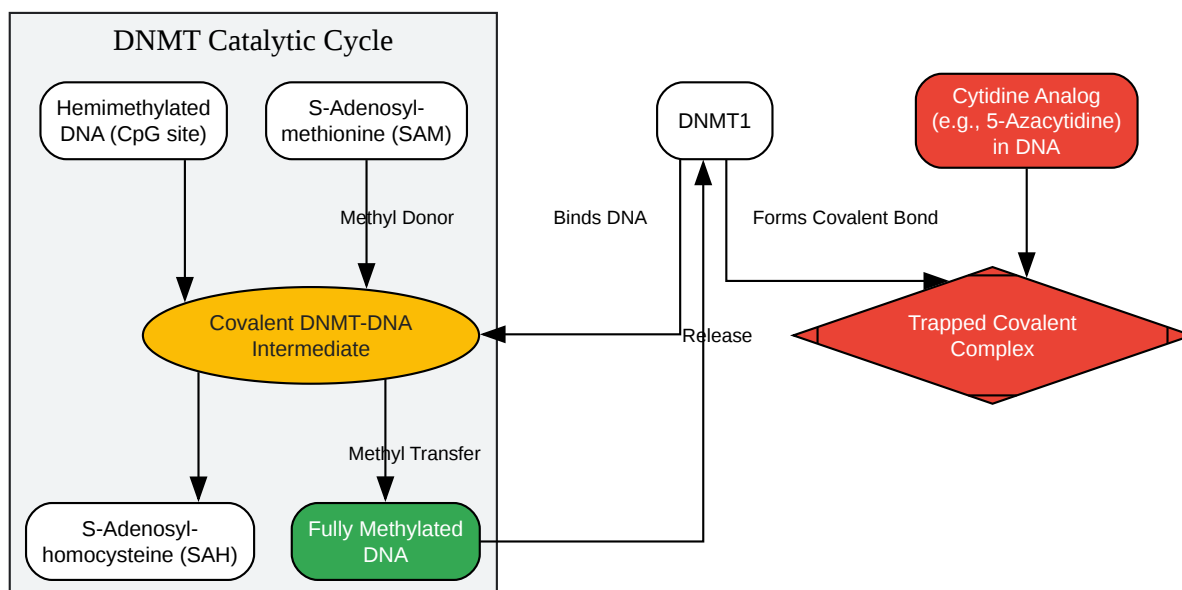 DNMT Catalytic Cycle
Hemimethylated
DNA (CpG site)
S-Adenosyl-
methionine (SAM)
DNMT1
Cytidine Analog
(e.g., 5-Azacytidine)
in DNA
Methyl Donor
Binds DNA
Forms Covalent Bond
Covalent DNMT-DNA
Intermediate
Release
Trapped Covalent
Complex
Methyl Transfer
S-Adenosyl-
homocysteine (SAH)
Fully Methylated
DNA